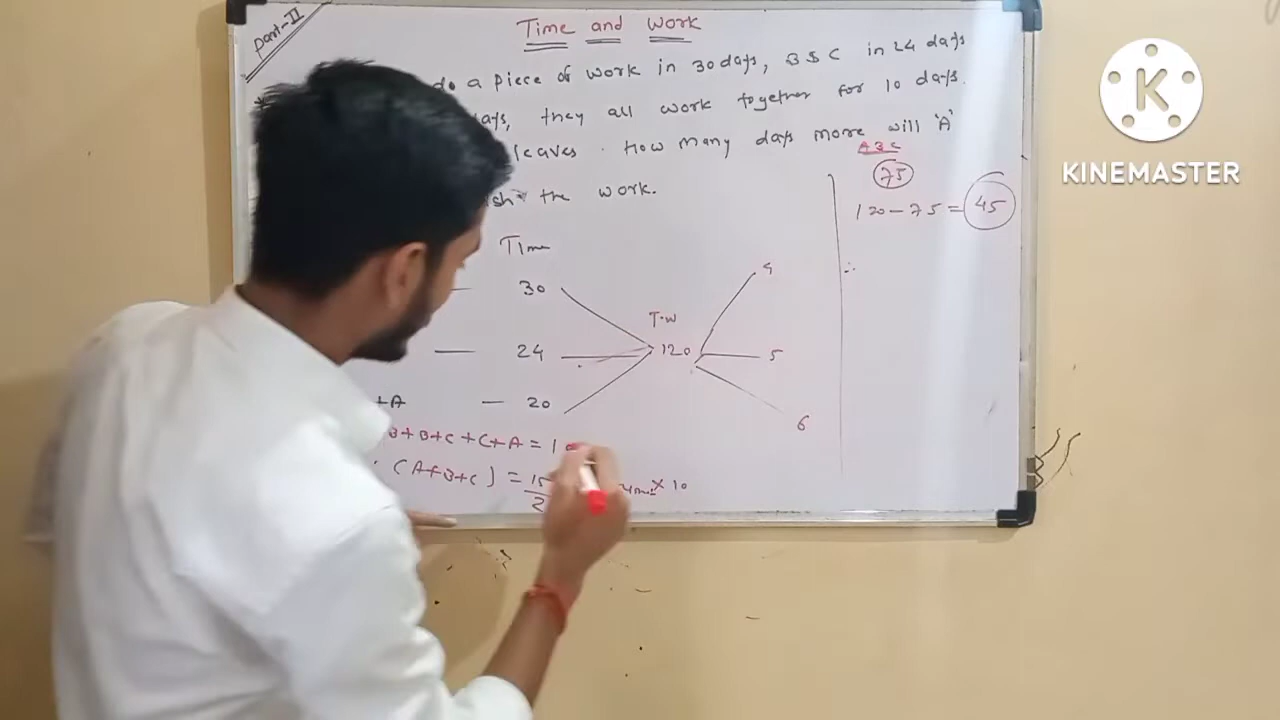 Part-II
Time and Work
do a piece of work in 30 days, B & C in 24 days
days, they all work together for 10 days.
leaves. How many days more will 'A'
the work.
ABC
75
120-75=45
Time
30
T.W
120
4
24
5
+A — 20
6
B+B+C+C+A = 1
(A+B+C) = 15
2
× 10
∴
K
KINEMASTER